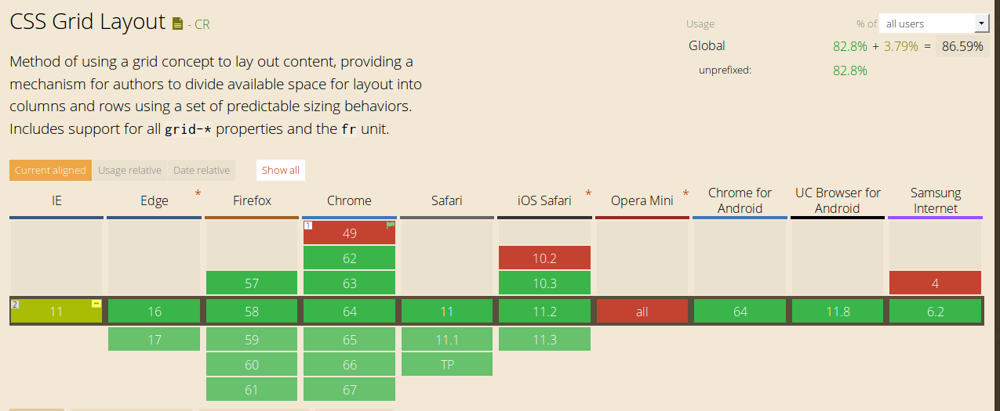 CSS Grid Layout - CR
Usage % of all users
Global 82.8% + 3.79% = 86.59%
unprefixed: 82.8%
Method of using a grid concept to lay out content, providing a
mechanism for authors to divide available space for layout into
columns and rows using a set of predictable sizing behaviors.
Includes support for all grid-* properties and the fr unit.
Current aligned Usage relative Date relative Show all
IE Edge * Firefox Chrome Safari iOS Safari * Opera Mini * Chrome for Android UC Browser for Android Samsung Internet
1 49
62 10.2
57 63 10.3 4
2 11 16 58 64 11 11.2 all 64 11.8 6.2
17 59 65 11.1 11.3
60 66 TP
61 67